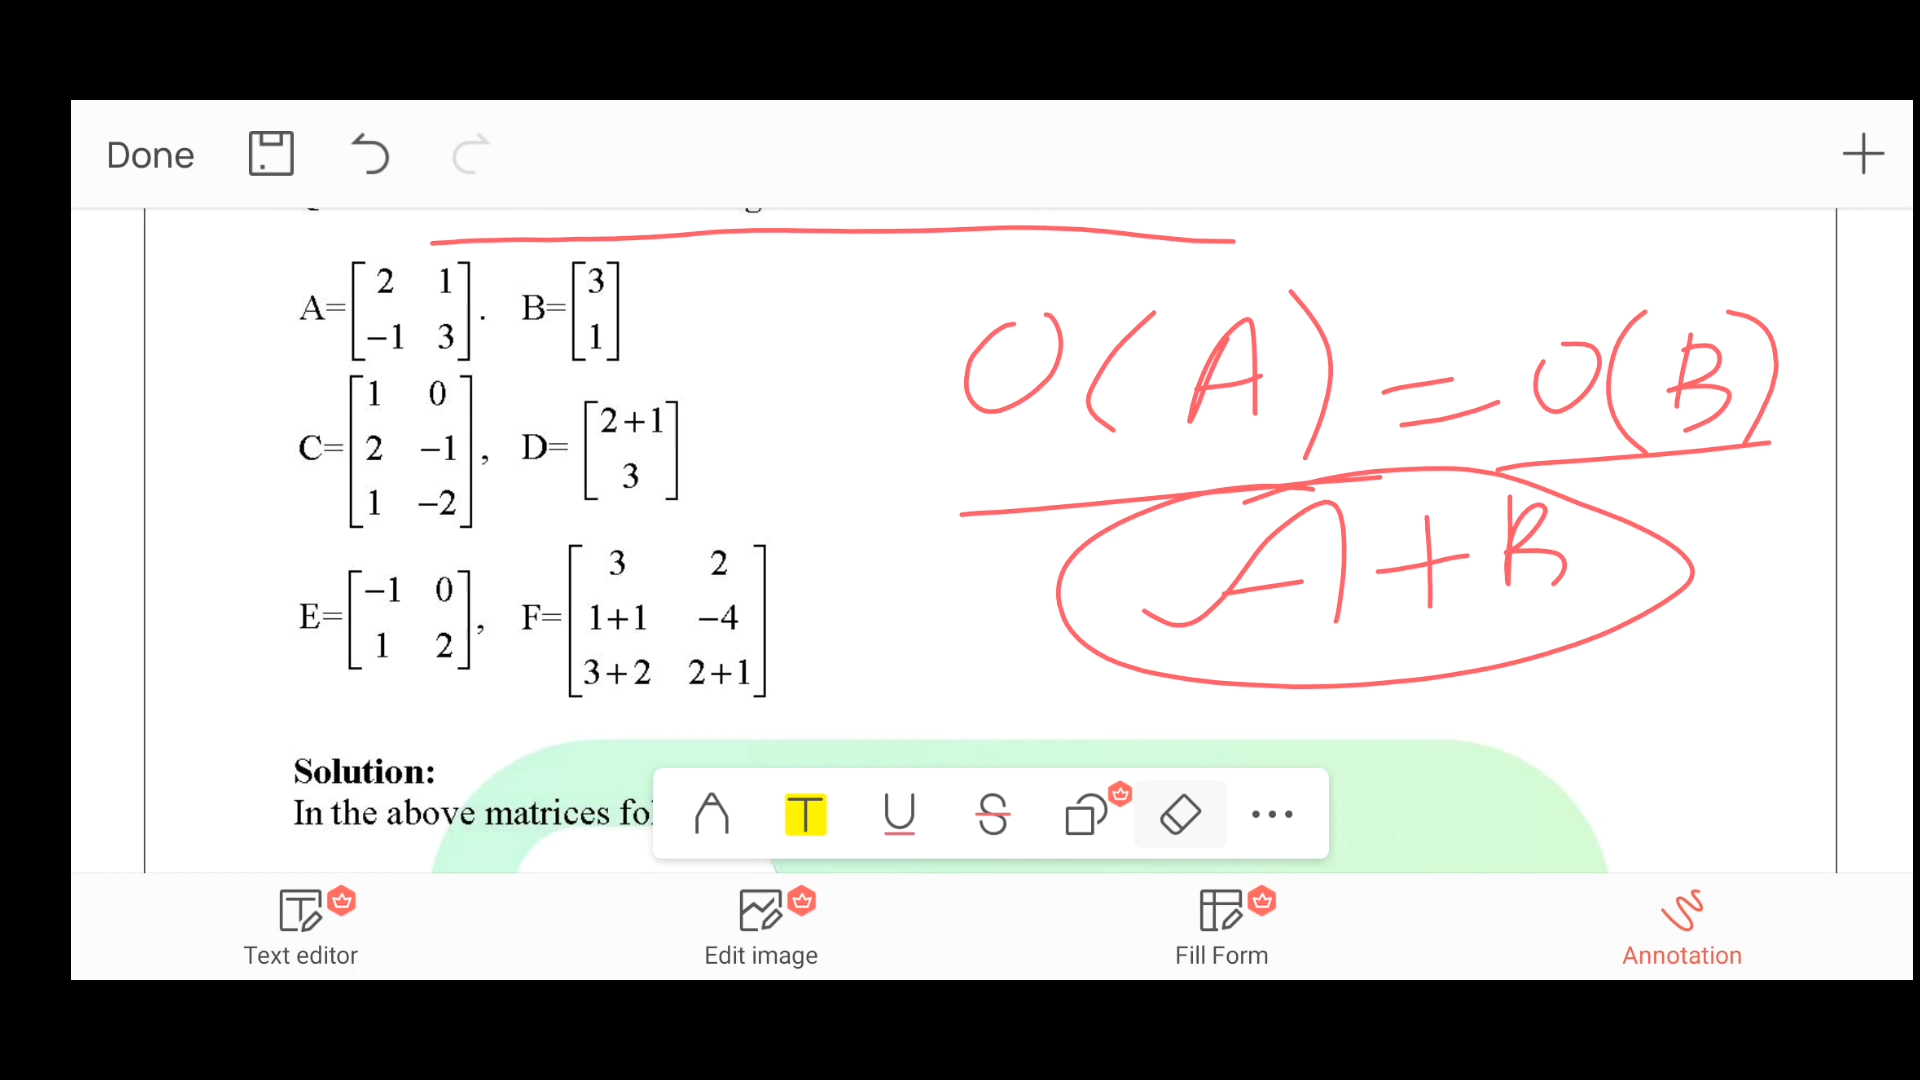 Done
A=[2 1
−1 3]. B=[3
1]
C=[1 0
2 −1
1 −2], D=[2+1
3]
E=[−1 0
1 2], F=[3 2
1+1 −4
3+2 2+1]
O(A) = O(B)
A+B
Solution:
In the above matrices fo
T U S
Text editor Edit image Fill Form Annotation